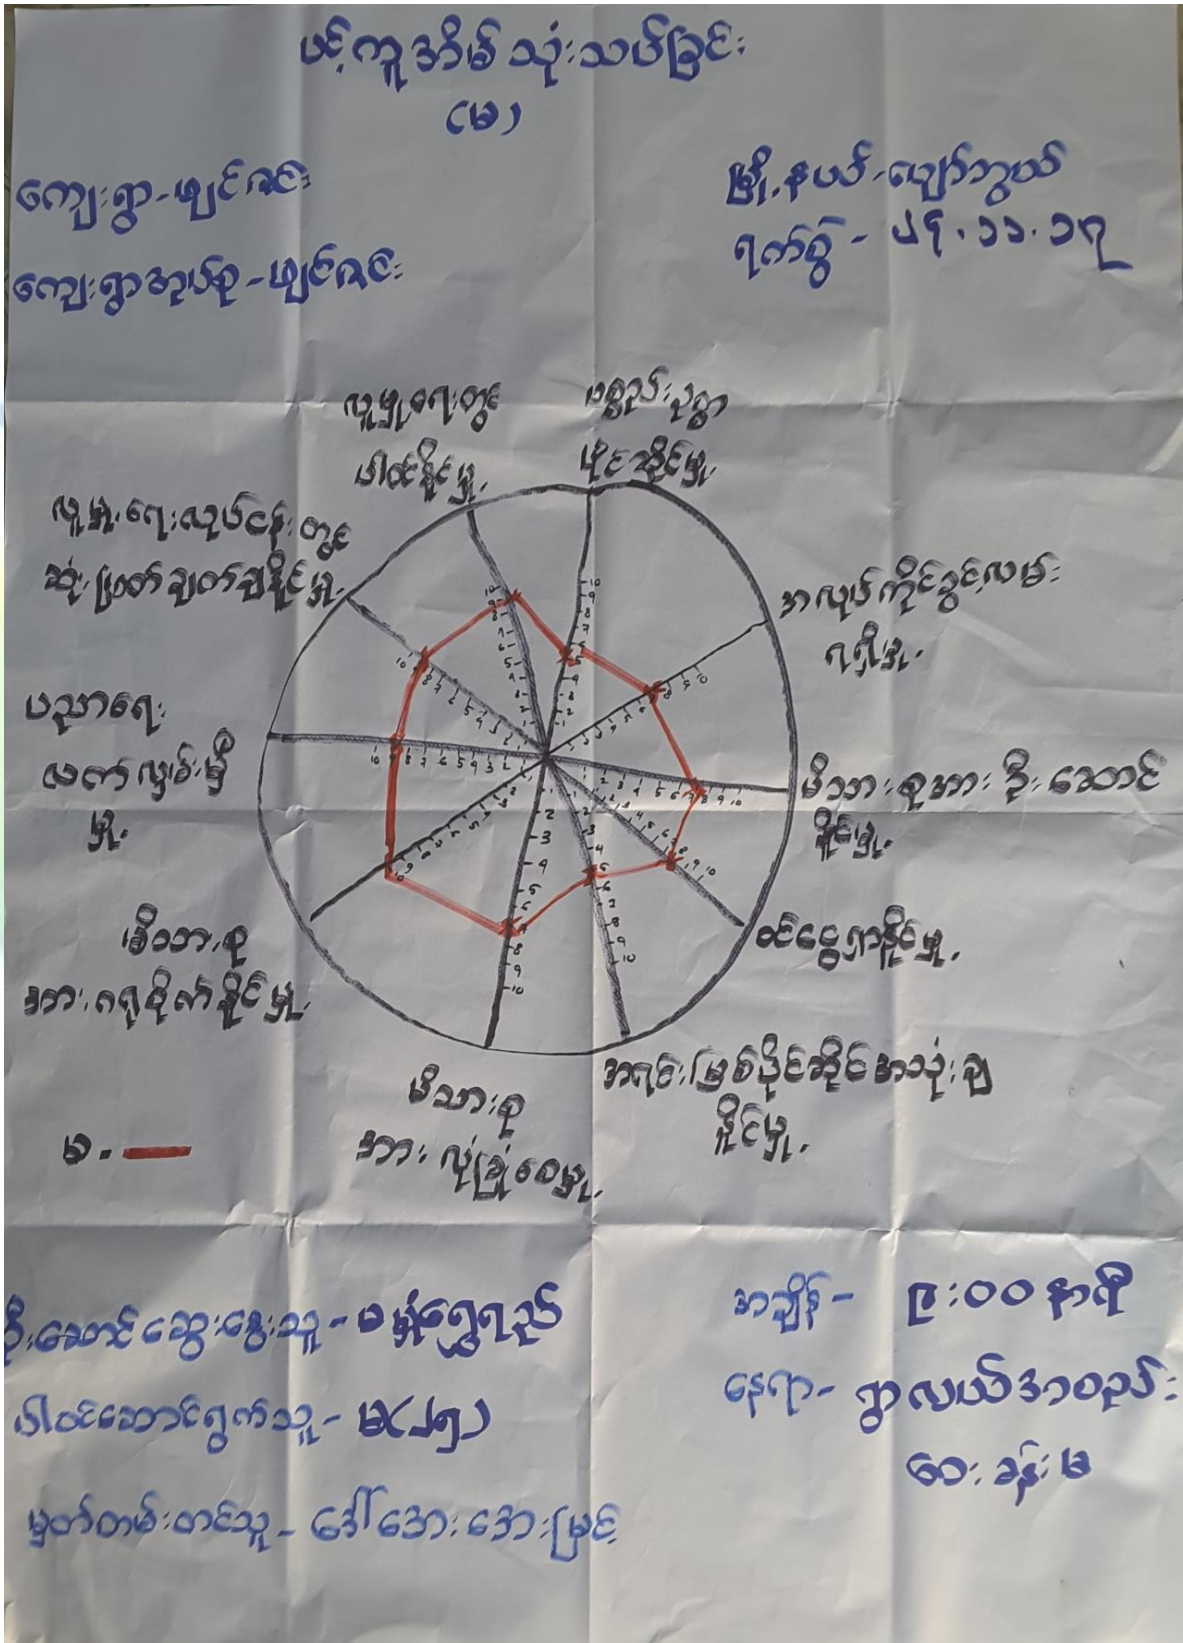 ပင့်ကူအိမ်သုံးသပ်ခြင်း
(မ)
ကျေးရွာ-ဖျင်ဂင်း
မြို့နယ်-ပျော်ဘွယ်
ရက်စွဲ - ၂၄.၁၁.၁၇
ကျေးရွာအုပ်စု-ဖျင်ဂင်း
လူမှုရေးတွင်
ပါဝင်နိုင်မှု.
ပစ္စည်းဥစ္စာ
ပိုင်ဆိုင်မှု.
လူမှု.ရေးလုပ်ငန်းတွင်
ဆုံးဖြတ်ချက်ချနိုင်မှု.
အလုပ်ကိုင်ခွင့်လမ်း
ရရှိမှု.
ပညာရေး
လက်လှမ်းမှီ
မှု.
မိသားစုအား ဦးဆောင်
နိုင်မှု.
ဝင်ငွေရှာနိုင်မှု.
မိသားစု
အားဂရုစိုက်နိုင်မှု.
အရင်းမြစ်ပိုင်ဆိုင်အသုံးချ
နိုင်မှု.
မိသားစု
အား လုံခြုံစေမှု.
မ.
ဦးဆောင်ဆွေးနွေးသူ - မမှုံရွှေရည်
အချိန် - ၉:၀၀ နာရီ
ပါဝင်ဆောင်ရွက်သူ - မ(၂၅)
နေရာ - ရွာလယ်အစည်း
ဝေးခန်းမ
မှတ်တမ်းတင်သူ - ဒေါ်အေးအေးမြင့်